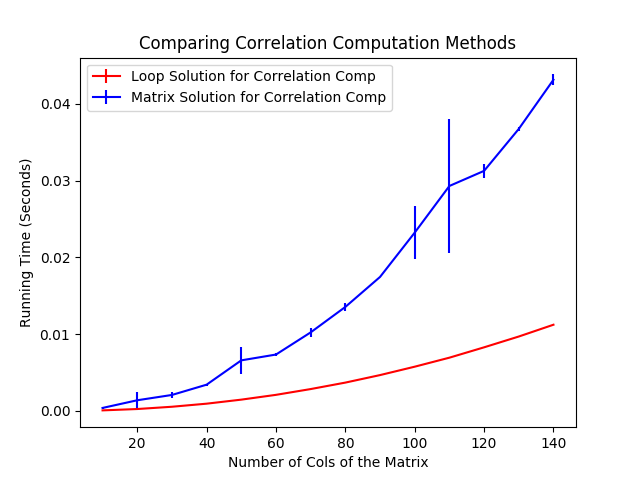 Comparing Correlation Computation Methods
Loop Solution for Correlation Comp
Matrix Solution for Correlation Comp
Running Time (Seconds)
0.04
0.03
0.02
0.01
0.00
20 40 60 80 100 120 140
Number of Cols of the Matrix